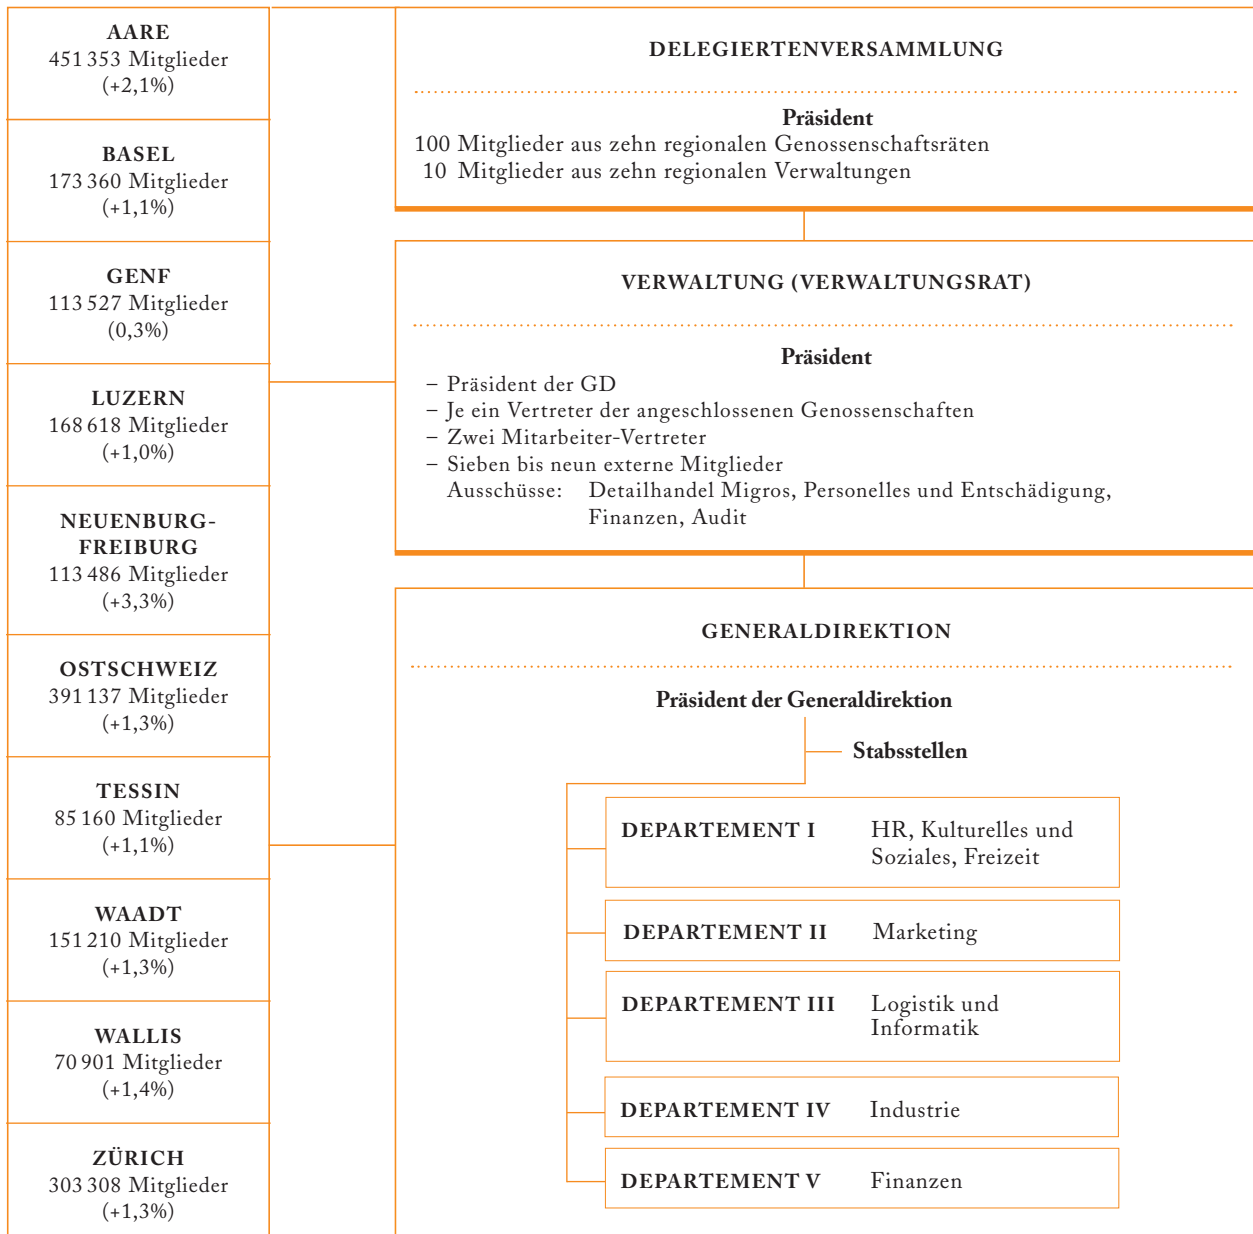 AARE
451 353 Mitglieder
(+2,1%)
BASEL
173 360 Mitglieder
(+1,1%)
GENF
113 527 Mitglieder
(0,3%)
LUZERN
168 618 Mitglieder
(+1,0%)
NEUENBURG-
FREIBURG
113 486 Mitglieder
(+3,3%)
OSTSCHWEIZ
391 137 Mitglieder
(+1,3%)
TESSIN
85 160 Mitglieder
(+1,1%)
WAADT
151 210 Mitglieder
(+1,3%)
WALLIS
70 901 Mitglieder
(+1,4%)
ZÜRICH
303 308 Mitglieder
(+1,3%)
DELEGIERTENVERSAMMLUNG
Präsident
100 Mitglieder aus zehn regionalen Genossenschaftsräten
10 Mitglieder aus zehn regionalen Verwaltungen
VERWALTUNG (VERWALTUNGSRAT)
Präsident
– Präsident der GD
– Je ein Vertreter der angeschlossenen Genossenschaften
– Zwei Mitarbeiter-Vertreter
– Sieben bis neun externe Mitglieder
Ausschüsse: Detailhandel Migros, Personelles und Entschädigung,
Finanzen, Audit
GENERALDIREKTION
Präsident der Generaldirektion
Stabsstellen
DEPARTEMENT I HR, Kulturelles und
Soziales, Freizeit
DEPARTEMENT II Marketing
DEPARTEMENT III Logistik und
Informatik
DEPARTEMENT IV Industrie
DEPARTEMENT V Finanzen